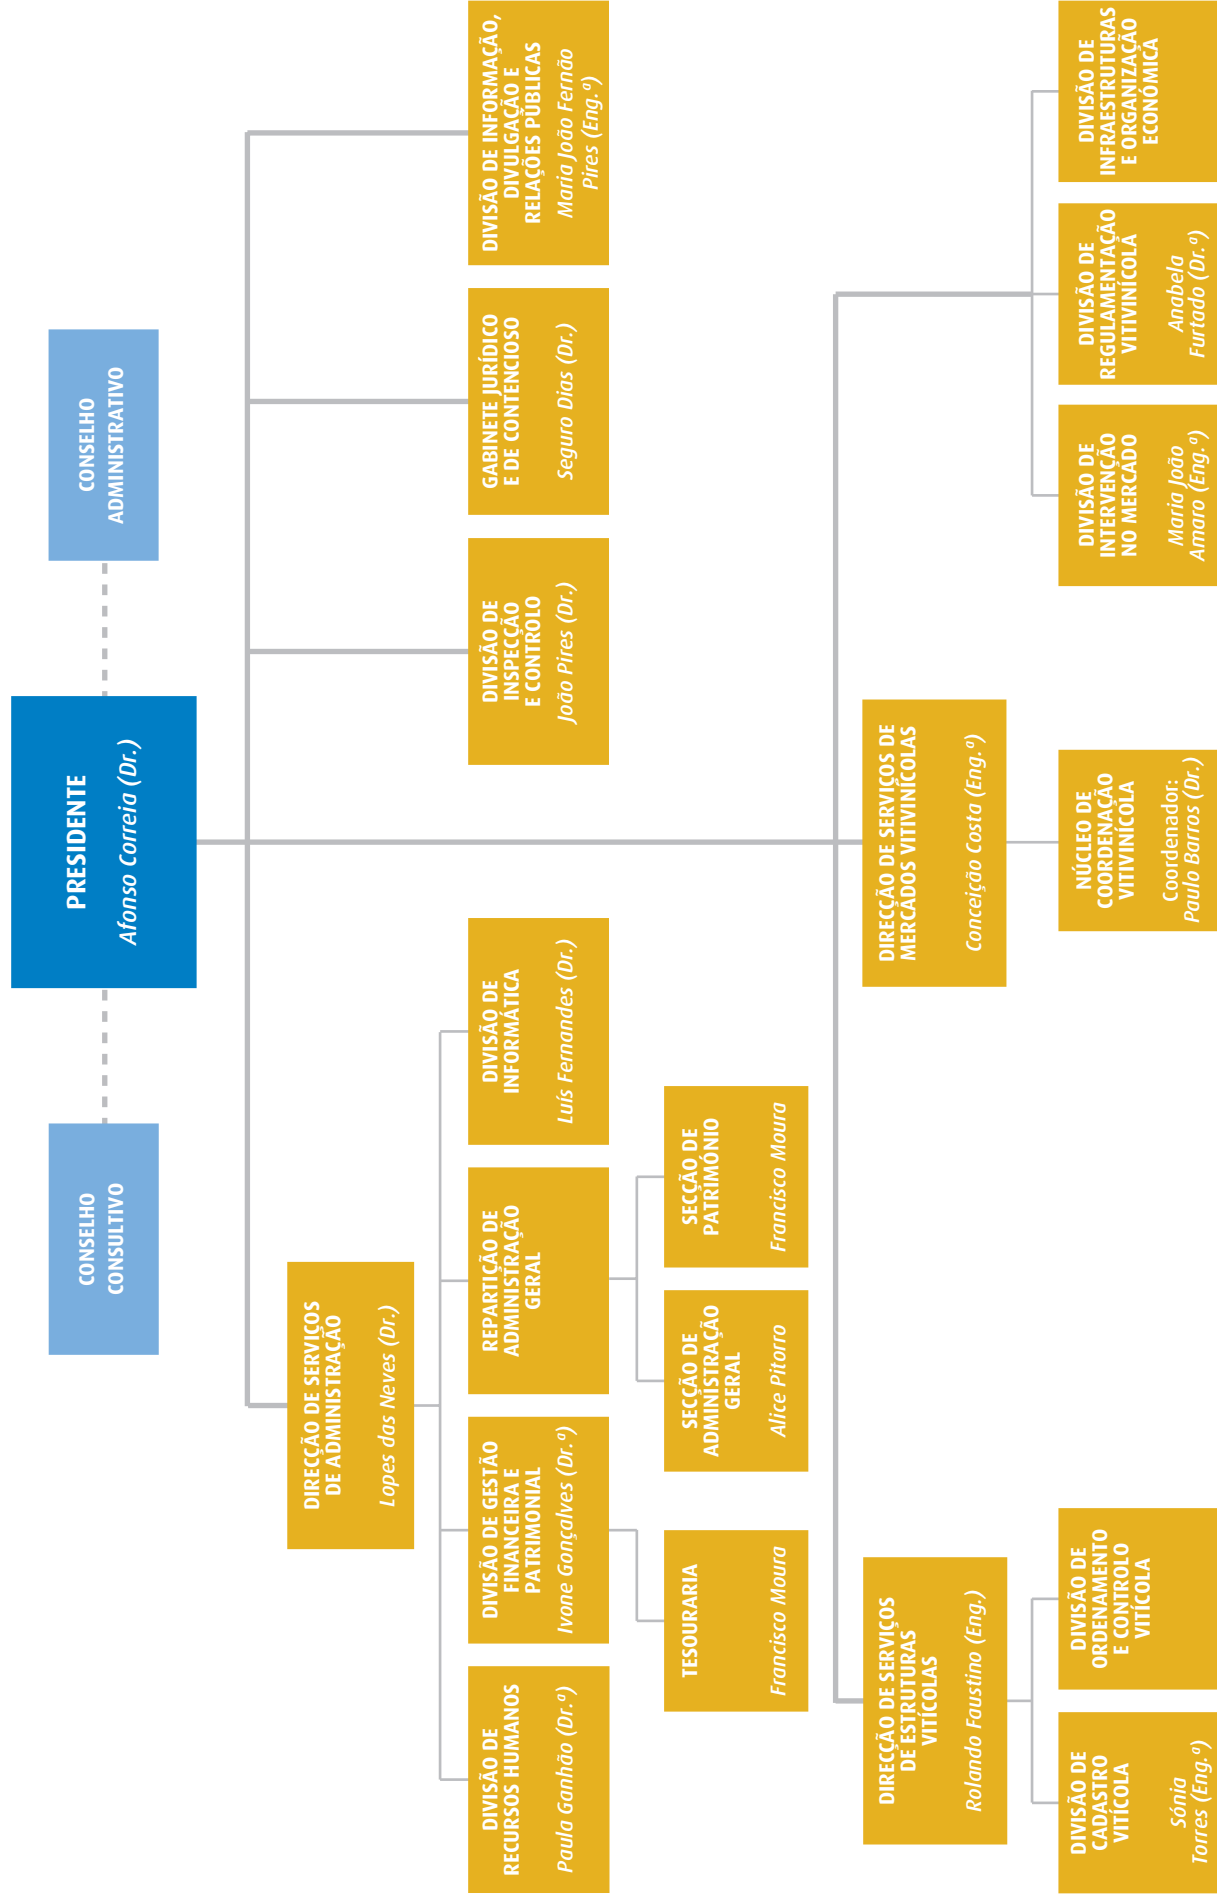 PRESIDENTE
Afonso Correia (Dr.)
CONSELHO
CONSULTIVO
CONSELHO
ADMINISTRATIVO
DIRECÇÃO DE SERVIÇOS
DE ADMINISTRAÇÃO
Lopes das Neves (Dr.)
DIVISÃO DE
RECURSOS HUMANOS
Paula Ganhão (Dr.ª)
DIVISÃO DE GESTÃO
FINANCEIRA E
PATRIMONIAL
Ivone Gonçalves (Dr.ª)
REPARTIÇÃO DE
ADMINISTRAÇÃO
GERAL
DIVISÃO DE
INFORMÁTICA
Luís Fernandes (Dr.)
DIVISÃO DE
INSPECÇÃO
E CONTROLO
João Pires (Dr.)
GABINETE JURÍDICO
E DE CONTENCIOSO
Seguro Dias (Dr.)
DIVISÃO DE INFORMAÇÃO,
DIVULGAÇÃO E
RELAÇÕES PÚBLICAS
Maria João Fernão
Pires (Eng.ª)
TESOURARIA
Francisco Moura
SECÇÃO DE
ADMINISTRAÇÃO
GERAL
Alice Pitorro
SECÇÃO DE
PATRIMÓNIO
Francisco Moura
DIRECÇÃO DE SERVIÇOS
DE ESTRUTURAS
VITÍCOLAS
Rolando Faustino (Eng.)
DIRECÇÃO DE SERVIÇOS DE
MERCADOS VITIVINÍCOLAS
Conceição Costa (Eng.ª)
DIVISÃO DE
CADASTRO
VITÍCOLA
Sónia
Torres (Eng.ª)
DIVISÃO DE
ORDENAMENTO
E CONTROLO
VITÍCOLA
NÚCLEO DE
COORDENAÇÃO
VITIVINÍCOLA
Coordenador:
Paulo Barros (Dr.)
DIVISÃO DE
INTERVENÇÃO
NO MERCADO
Maria João
Amaro (Eng.ª)
DIVISÃO DE
REGULAMENTAÇÃO
VITIVINÍCOLA
Anabela
Furtado (Dr.ª)
DIVISÃO DE
INFRAESTRUTURAS
E ORGANIZAÇÃO
ECONÓMICA